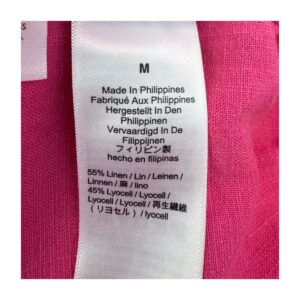 M
Made In Philippines
Fabriqué Aux Philippines
Hergestellt In Den
Philippinen
Vervaardigd In De
Filippijnen
フィリピン製
hecho en filipinas
55% Linen / Lin / Leinen /
Linnen / 麻 / lino
45% Lyocell / Lyocell /
Lyocell / Lyocell / 再生繊維
(リヨセル) / lyocell